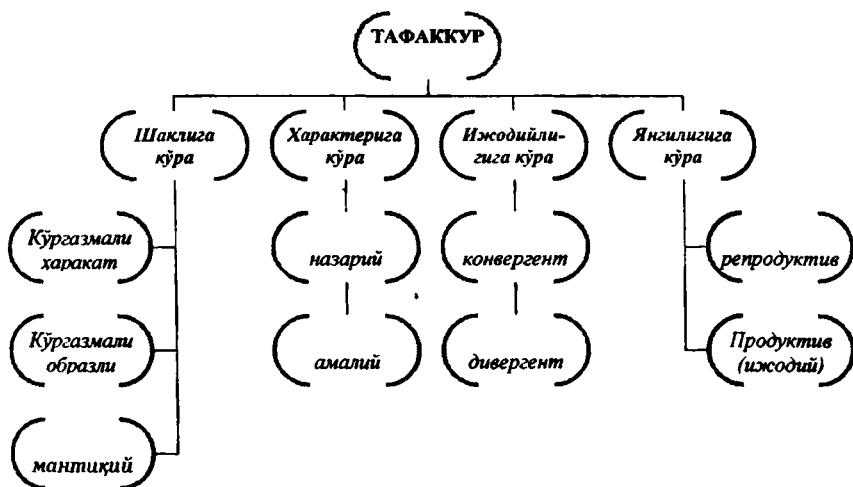 ТАФАККУР
Шаклига
кўра
Характерига
кўра
Ижодийли-
гига кўра
Янгилигига
кўра
Кўргазмали
харакат
назарий
конвергент
репродуктив
Кўргазмали
образли
амалий
дивергент
Продуктив
(ижодий)
мантиқий